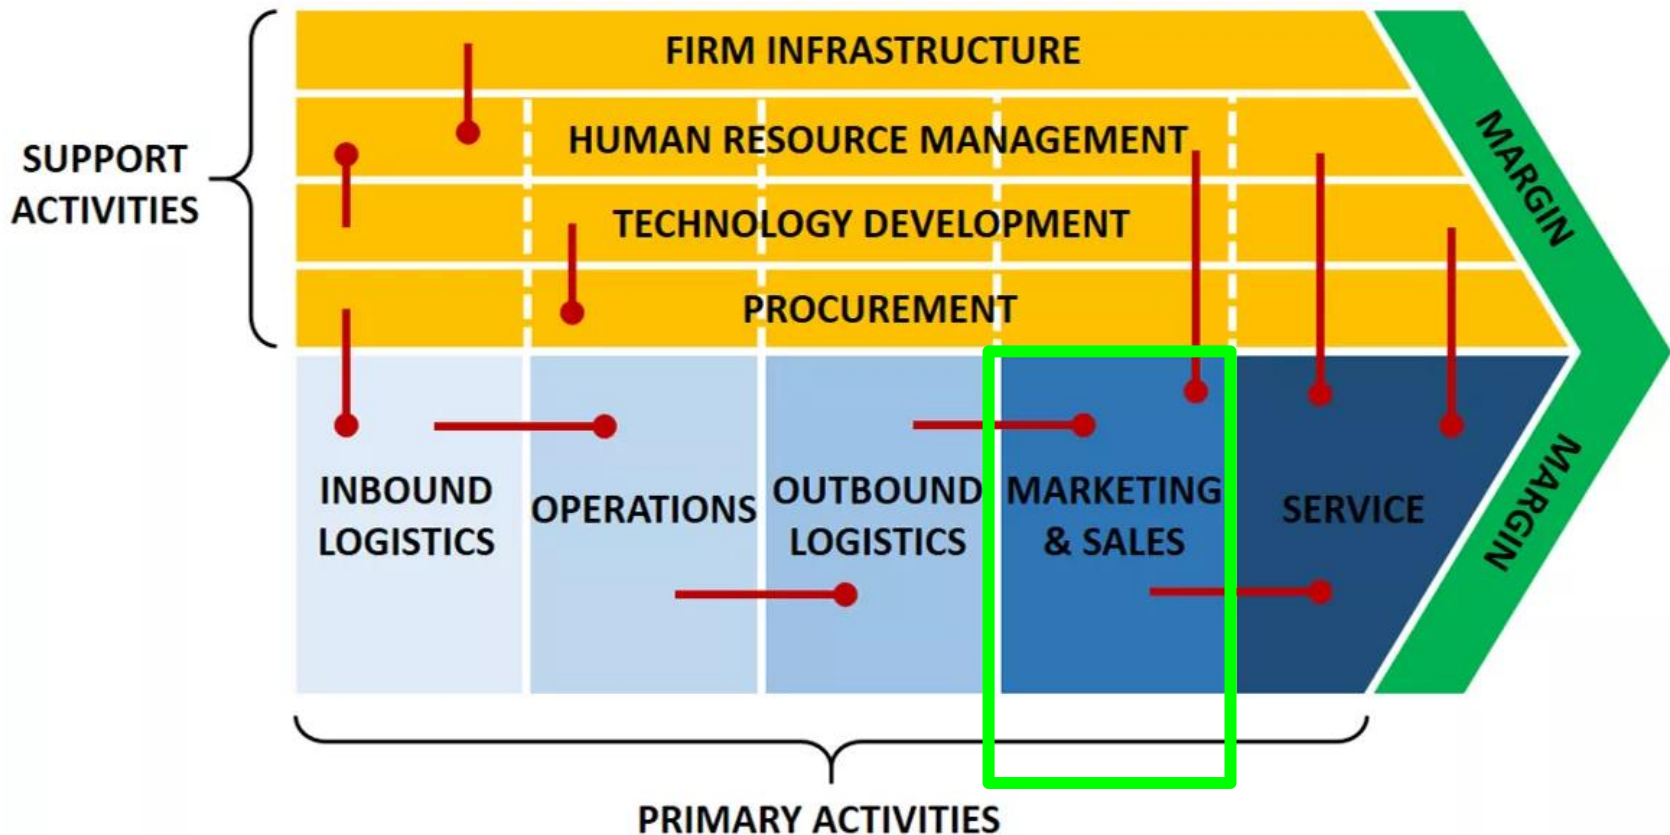 FIRM INFRASTRUCTURE
HUMAN RESOURCE MANAGEMENT
TECHNOLOGY DEVELOPMENT
PROCUREMENT
SUPPORT
ACTIVITIES
MARGIN
MARGIN
INBOUND
LOGISTICS
OPERATIONS
OUTBOUND
LOGISTICS
MARKETING
& SALES
SERVICE
PRIMARY ACTIVITIES